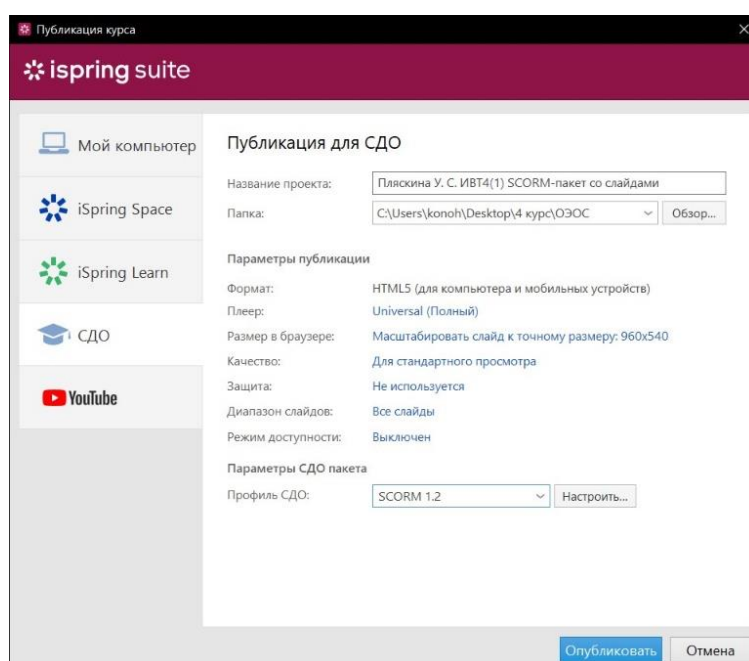 Публикация курса
ispring suite
Мой компьютер
iSpring Space
iSpring Learn
СДО
YouTube
Публикация для СДО
Название проекта: Пляскина У. С. ИВТ4(1) SCORM-пакет со слайдами
Папка: C:\Users\konoh\Desktop\4 курс\ОЭОС Обзор...
Параметры публикации
Формат: HTML5 (для компьютера и мобильных устройств)
Плеер: Universal (Полный)
Размер в браузере: Масштабировать слайд к точному размеру: 960x540
Качество: Для стандартного просмотра
Защита: Не используется
Диапазон слайдов: Все слайды
Режим доступности: Выключен
Параметры СДО пакета
Профиль СДО: SCORM 1.2 Настроить...
Опубликовать Отмена